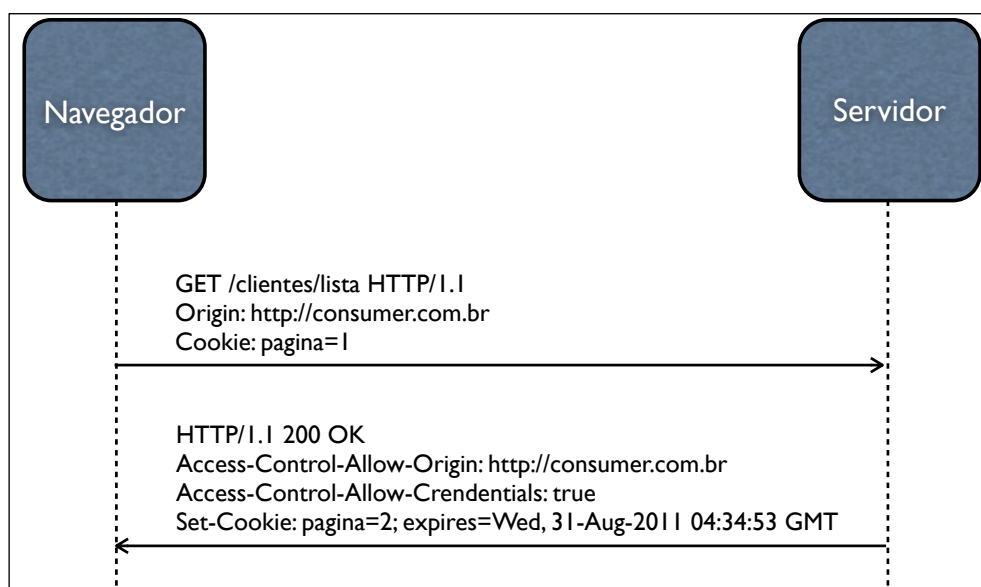 Navegador
Servidor
GET /clientes/lista HTTP/1.1
Origin: http://consumer.com.br
Cookie: pagina=1
HTTP/1.1 200 OK
Access-Control-Allow-Origin: http://consumer.com.br
Access-Control-Allow-Crendentials: true
Set-Cookie: pagina=2; expires=Wed, 31-Aug-2011 04:34:53 GMT